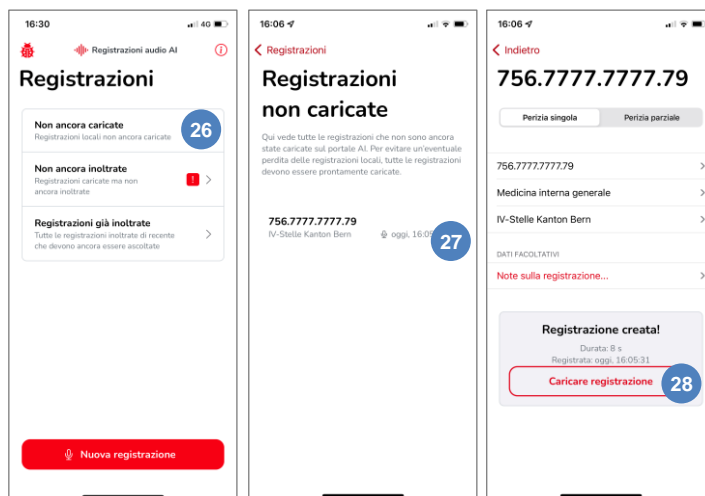 16:30
4G
Registrazioni audio AI
Registrazioni
Non ancora caricate
Registrazioni locali non ancora caricate
26
Non ancora inoltrate
Registrazioni caricate ma non
ancora inoltrate
!
Registrazioni già inoltrate
Tutte le registrazioni inoltrate di recente
che devono ancora essere ascoltate
Nuova registrazione
16:06
Registrazioni
Registrazioni
non caricate
Qui vede tutte le registrazioni che non sono ancora
state caricate sul portale AI. Per evitare un'eventuale
perdita delle registrazioni locali, tutte le registrazioni
devono essere prontamente caricate.
756.7777.7777.79
IV-Stelle Kanton Bern
oggi, 16:05
27
16:06
Indietro
756.7777.7777.79
Perizia singola
Perizia parziale
756.7777.7777.79
Medicina interna generale
IV-Stelle Kanton Bern
DATI FACOLTATIVI
Note sulla registrazione...
Registrazione creata!
Durata: 8 s
Registrata: oggi, 16:05:31
Caricare registrazione
28